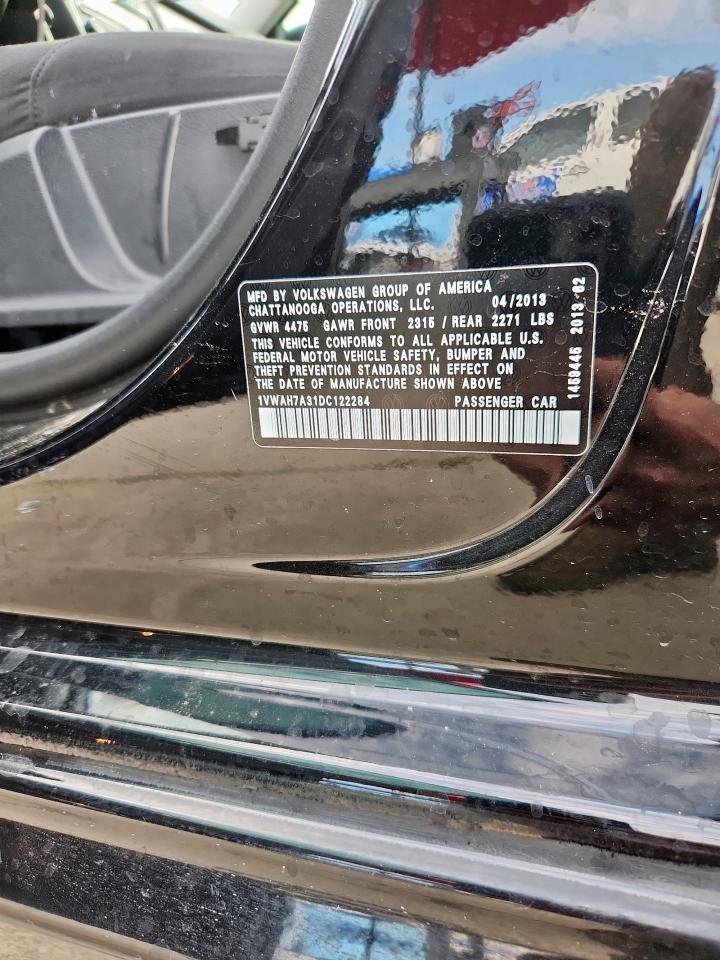 MFD BY VOLKSWAGEN GROUP OF AMERICA
CHATTANOOGA OPERATIONS, LLC. 04/2013
GVWR 4475 GAWR FRONT 2315 / REAR 2271 LBS
THIS VEHICLE CONFORMS TO ALL APPLICABLE U.S.
FEDERAL MOTOR VEHICLE SAFETY, BUMPER AND
THEFT PREVENTION STANDARDS IN EFFECT ON
THE DATE OF MANUFACTURE SHOWN ABOVE
1VWAH7A31DC122284 PASSENGER CAR
1459445 2013 62